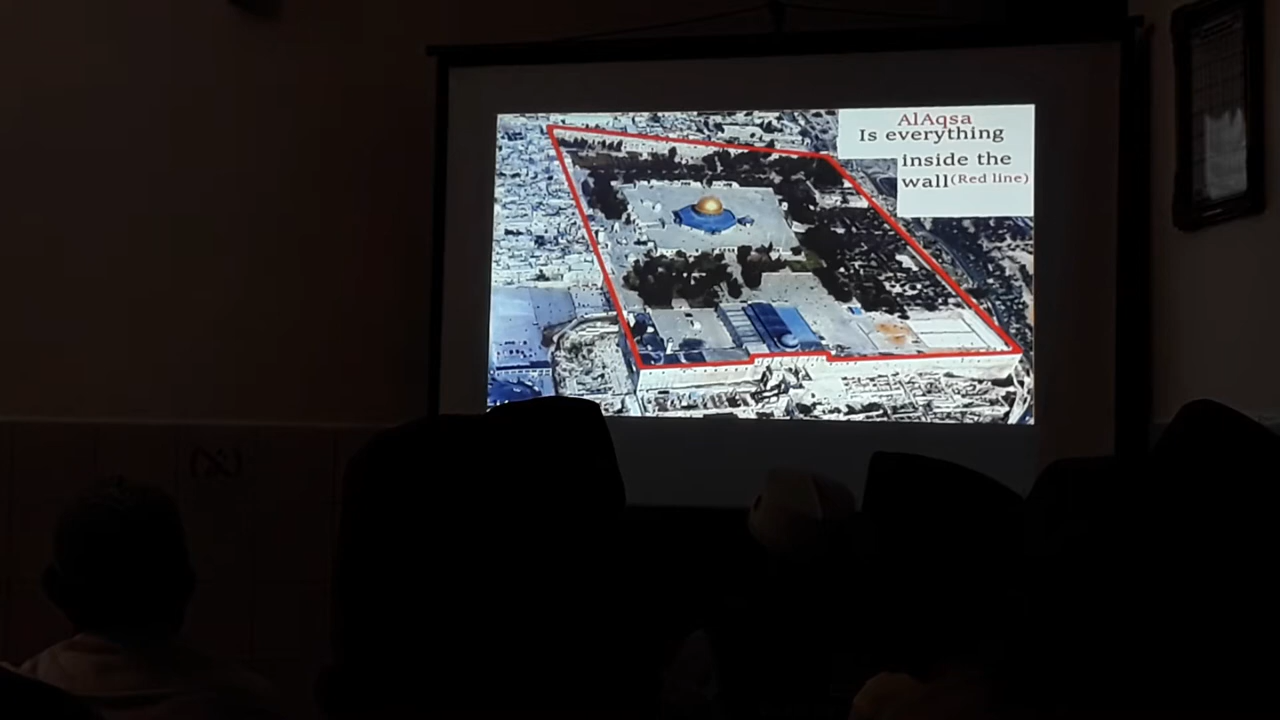 AlAqsa
Is everything
inside the
wall(Red line)